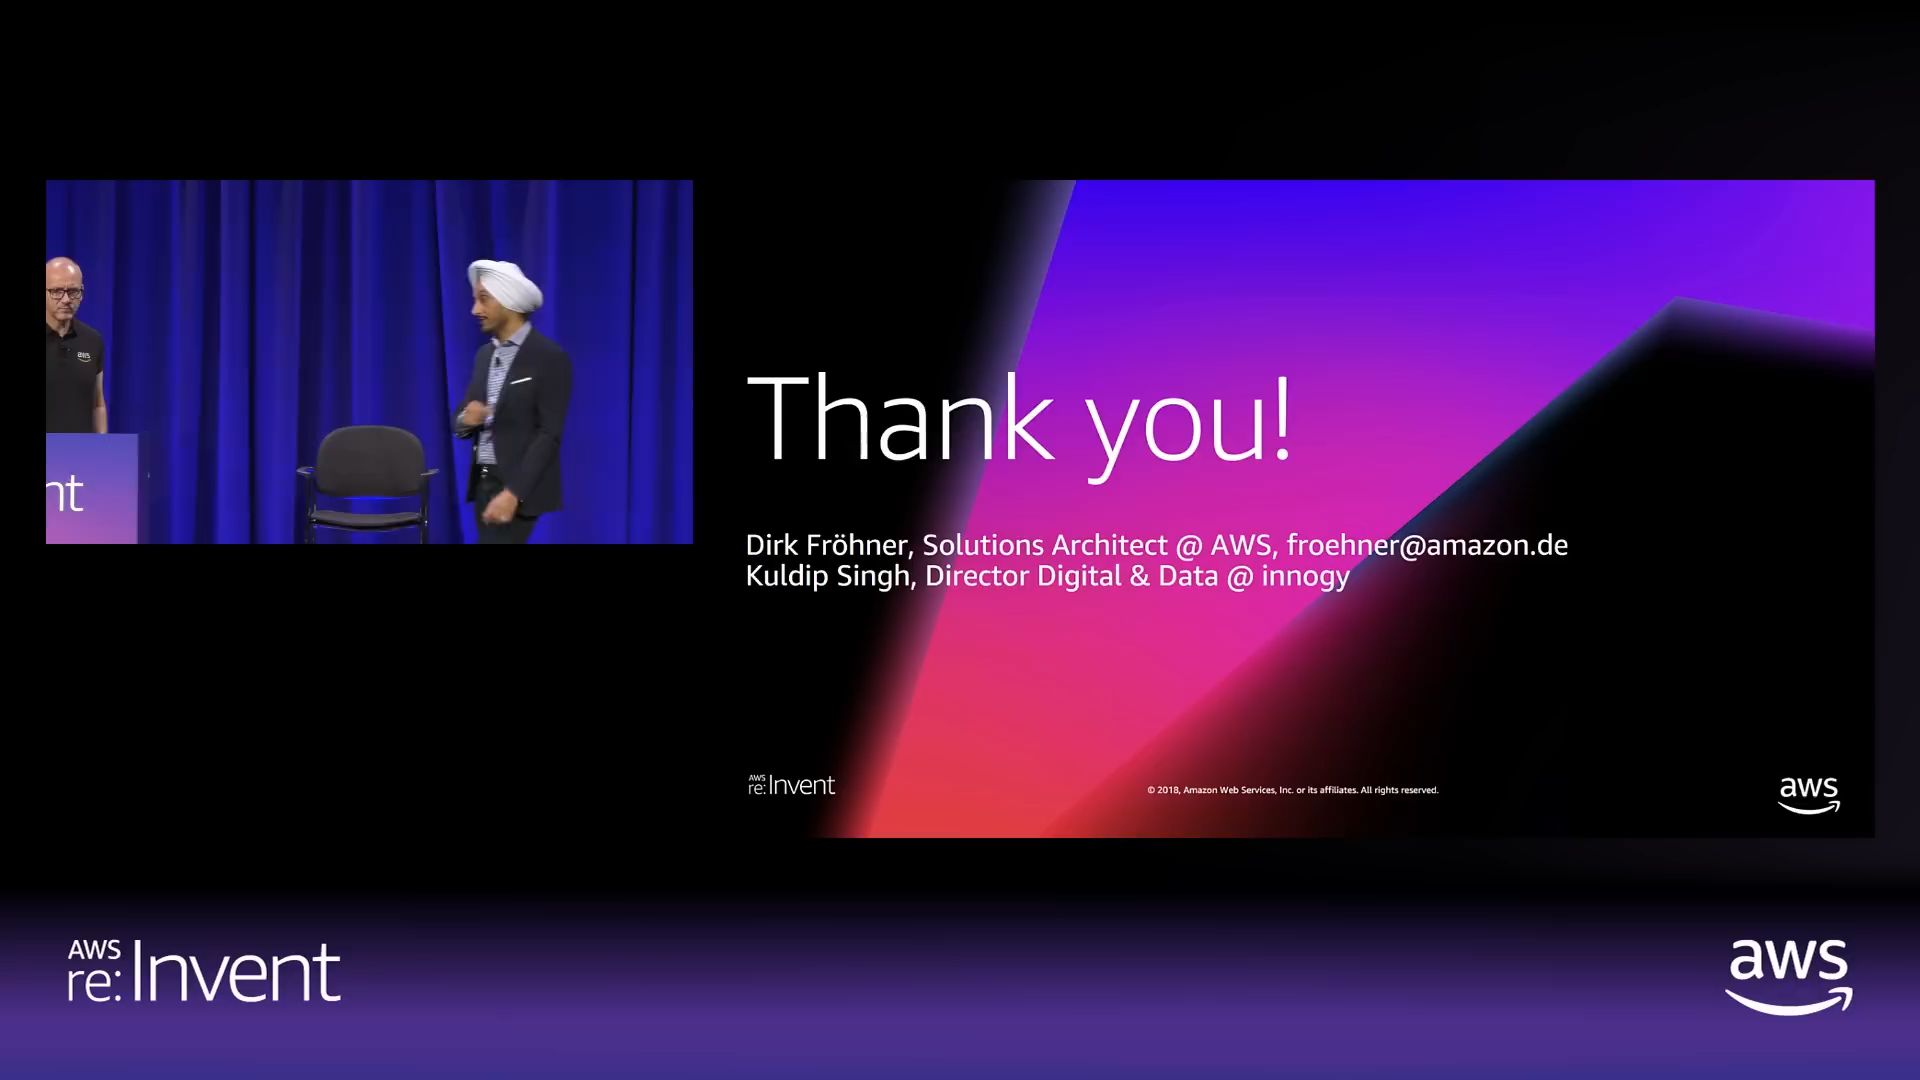 aws
nt
Thank you!
Dirk Fröhner, Solutions Architect @ AWS, froehner@amazon.de
Kuldip Singh, Director Digital & Data @ innogy
AWS
re:Invent
© 2018, Amazon Web Services, Inc. or its affiliates. All rights reserved.
aws
AWS
re:Invent
aws